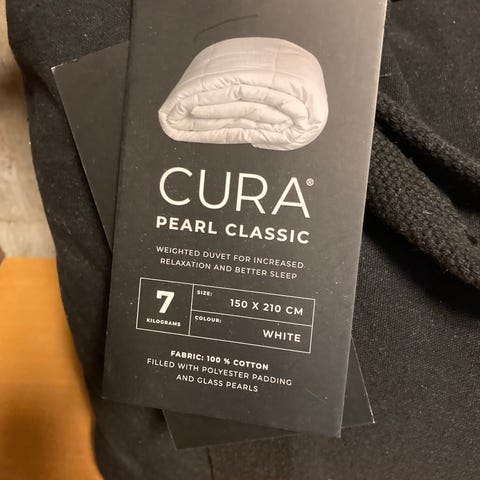 CURA®
PEARL CLASSIC
WEIGHTED DUVET FOR INCREASED
RELAXATION AND BETTER SLEEP
7
KILOGRAMS
SIZE:
150 X 210 CM
COLOUR:
WHITE
FABRIC: 100 % COTTON
FILLED WITH POLYESTER PADDING
AND GLASS PEARLS